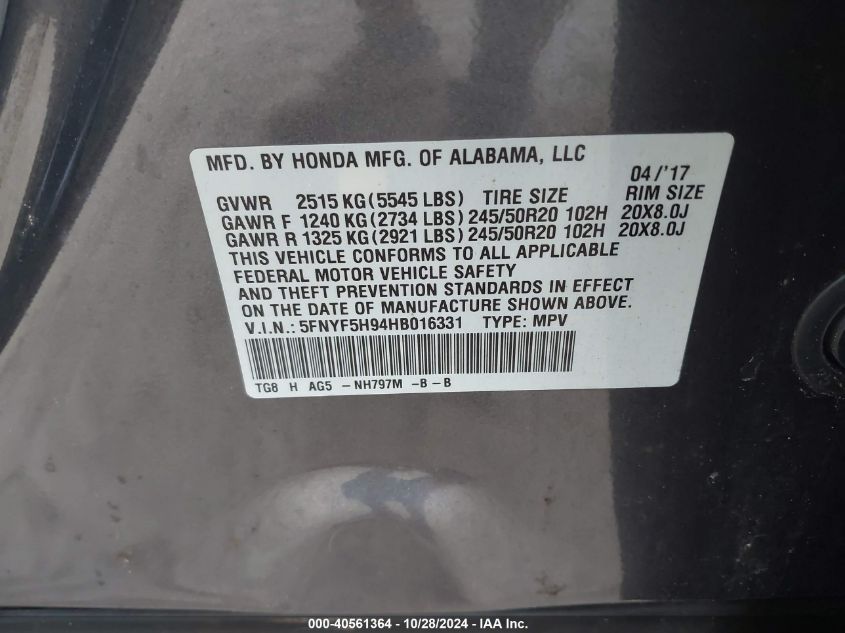 MFD. BY HONDA MFG. OF ALABAMA, LLC 04/'17
GVWR 2515 KG(5545 LBS) TIRE SIZE RIM SIZE
GAWR F 1240 KG(2734 LBS) 245/50R20 102H 20X8.0J
GAWR R 1325 KG(2921 LBS) 245/50R20 102H 20X8.0J
THIS VEHICLE CONFORMS TO ALL APPLICABLE
FEDERAL MOTOR VEHICLE SAFETY
AND THEFT PREVENTION STANDARDS IN EFFECT
ON THE DATE OF MANUFACTURE SHOWN ABOVE.
V.I.N.: 5FNYF5H94HB016331 TYPE: MPV
TG8 H AG5 -NH797M -B-B
000-40561364 | 10/28/2024 - IAA Inc.